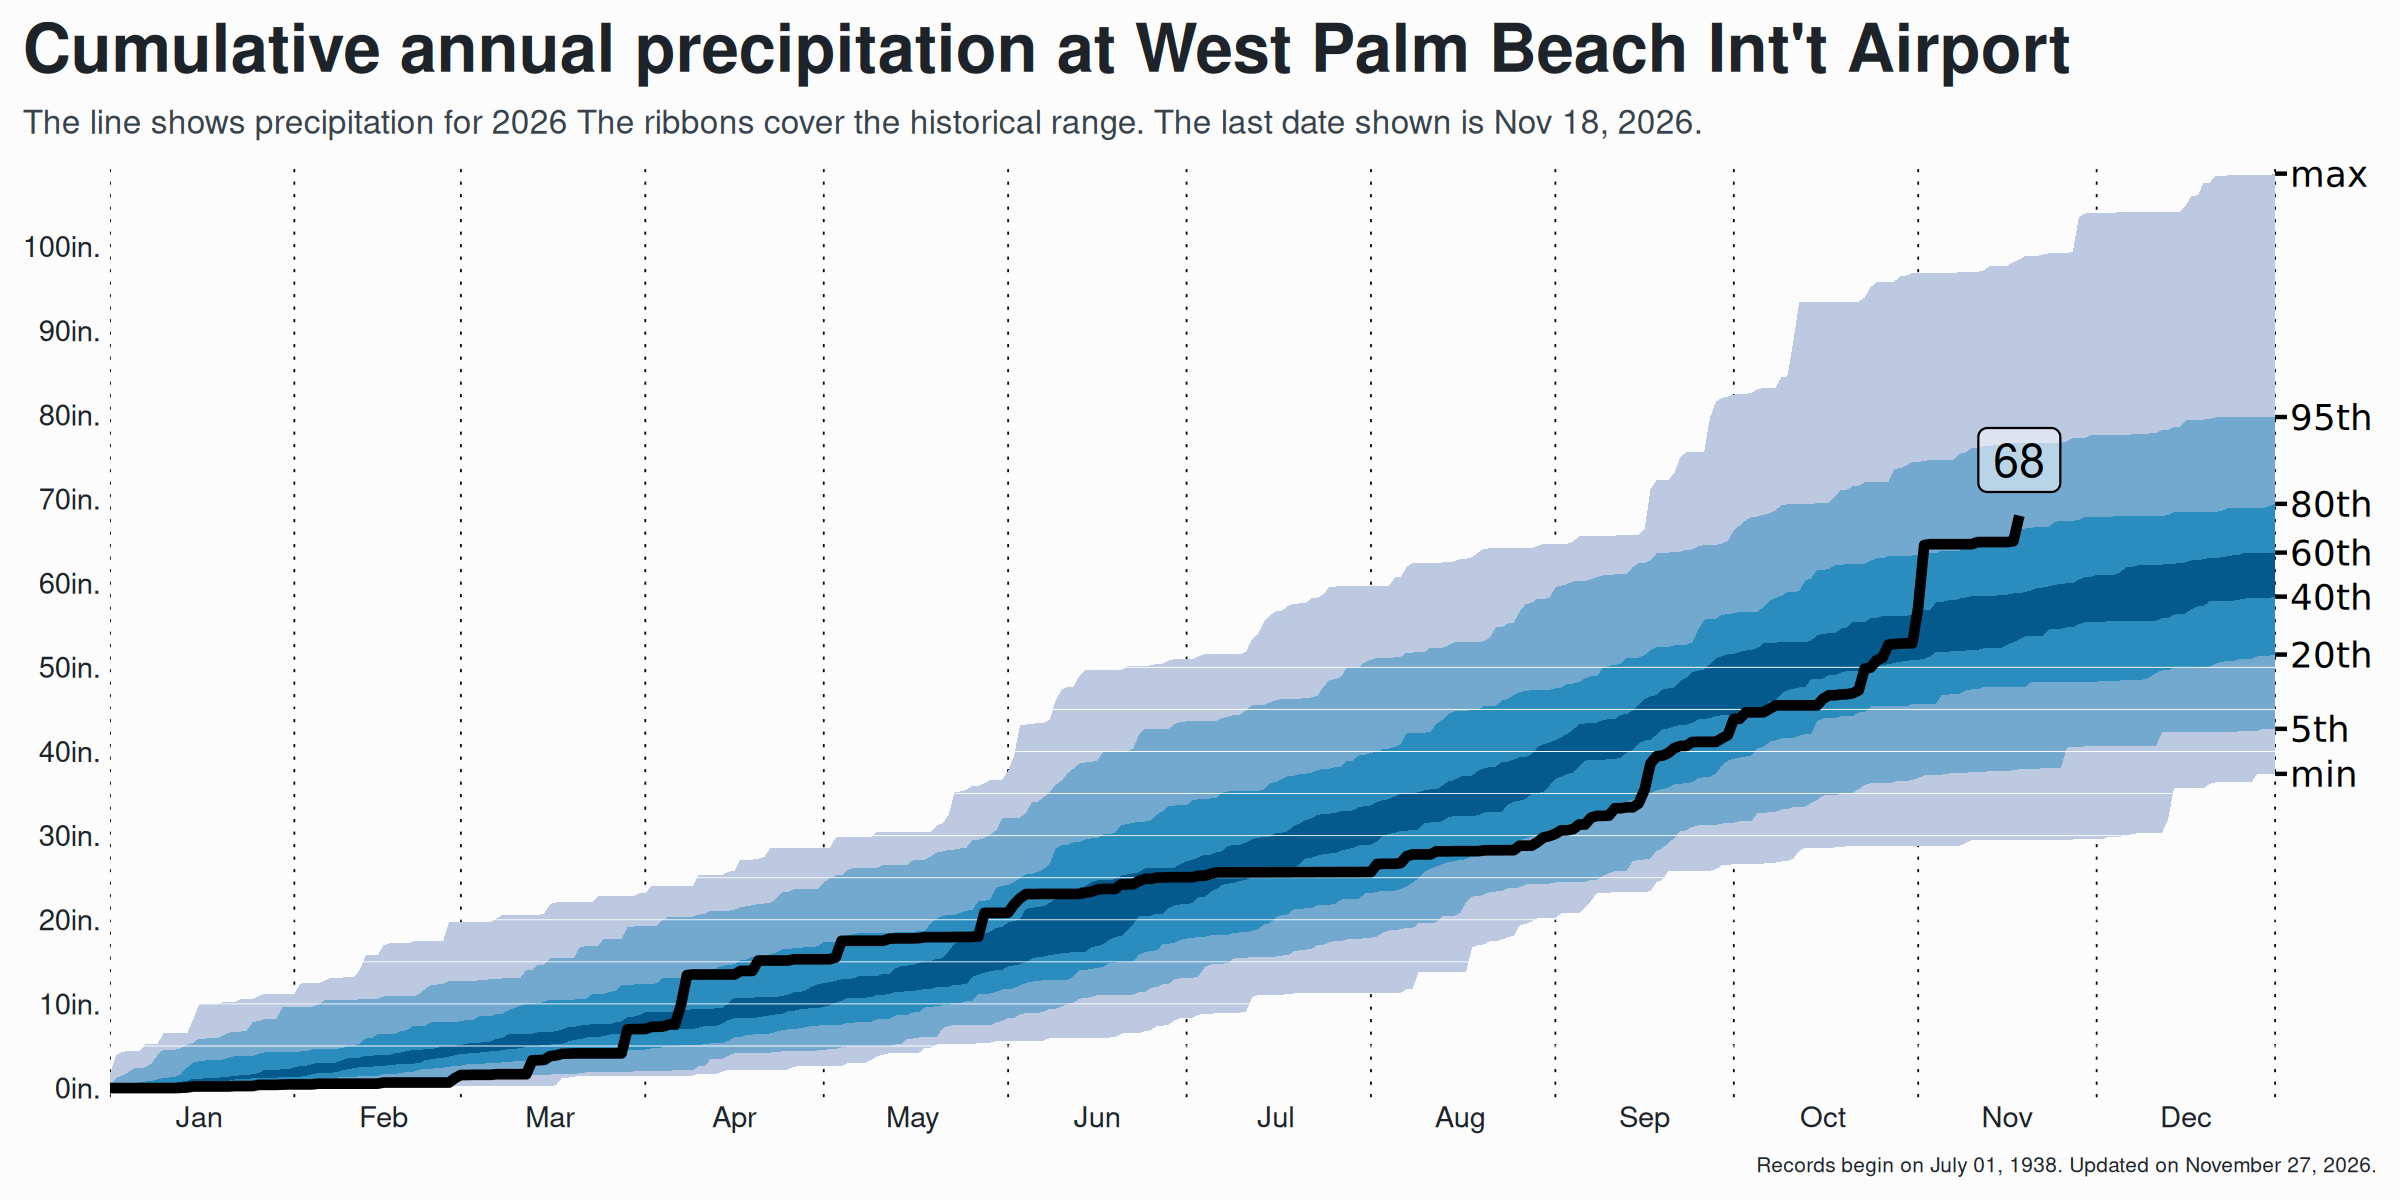 Cumulative annual precipitation at West Palm Beach Int't Airport
The line shows precipitation for 2026 The ribbons cover the historical range. The last date shown is Nov 18, 2026.
max
100in.
90in.
80in.
95th
68
70in.
80th
60th
60in.
40th
50in.
20th
40in.
5th
min
30in.
20in.
10in.
0in.
Jan Feb Mar Apr May Jun Jul Aug Sep Oct Nov Dec
Records begin on July 01, 1938. Updated on November 27, 2026.